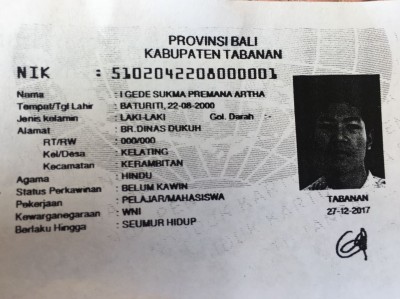 PROVINSI BALI
KABUPATEN TABANAN
NIK : 5102042208000001
Nama : I GEDE SUKMA PREMANA ARTHA
Tempat/Tgl Lahir : BATURITI, 22-08-2000
Jenis kelamin : LAKI-LAKI Gol. Darah :-
Alamat : BR.DINAS DUKUH
RT/RW : 000/000
Kel/Desa : KELATING
Kecamatan : KERAMBITAN
Agama : HINDU
Status Perkawinan : BELUM KAWIN
Pekerjaan : PELAJAR/MAHASISWA
Kewarganegaraan : WNI
Berlaku Hingga : SEUMUR HIDUP
TABANAN
27-12-2017